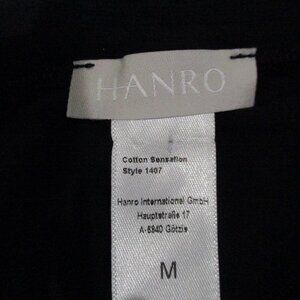 HANRO
Cotton Sensation
Style 1407
Hanro International GmbH
Hauptstraße 17
A-6840 Götzis
M